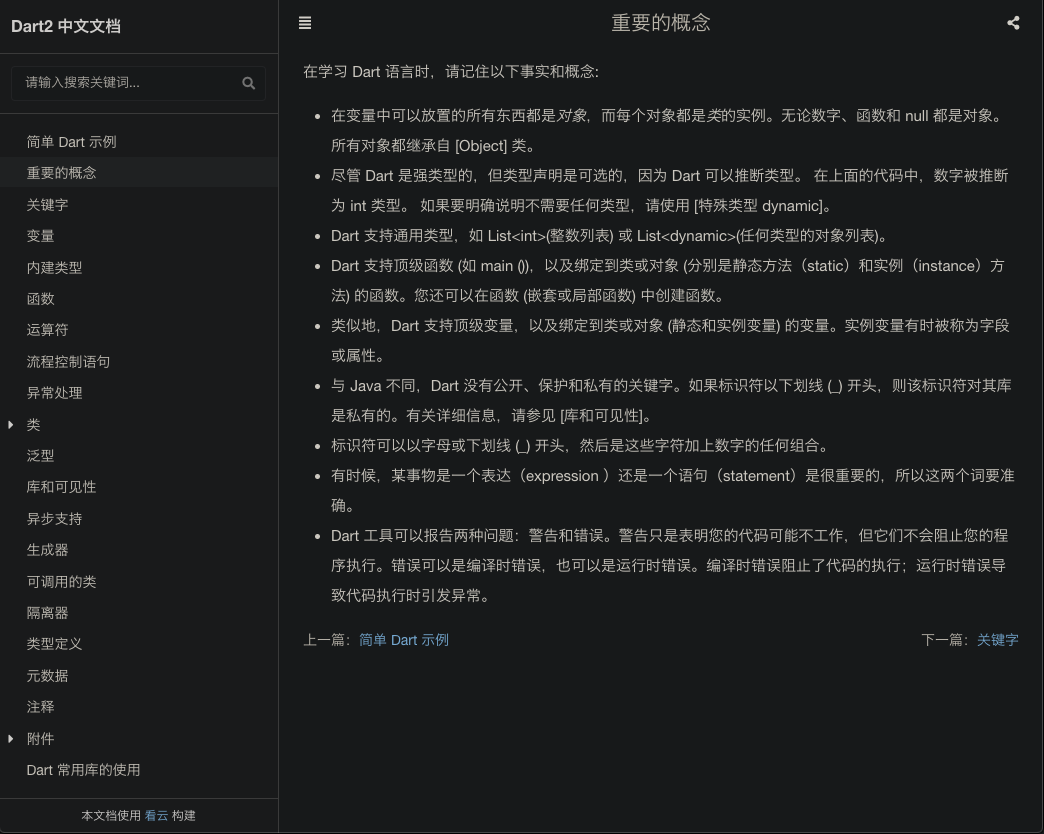 Dart2 中文文档
请输入搜索关键词...
简单 Dart 示例
重要的概念
关键字
变量
内建类型
函数
运算符
流程控制语句
异常处理
类
泛型
库和可见性
异步支持
生成器
可调用的类
隔离器
类型定义
元数据
注释
附件
Dart 常用库的使用
本文档使用 看云 构建
重要的概念
在学习 Dart 语言时，请记住以下事实和概念:
在变量中可以放置的所有东西都是对象，而每个对象都是类的实例。无论数字、函数和 null 都是对象。
所有对象都继承自 [Object] 类。
尽管 Dart 是强类型的，但类型声明是可选的，因为 Dart 可以推断类型。 在上面的代码中，数字被推断
为 int 类型。 如果要明确说明不需要任何类型，请使用 [特殊类型 dynamic]。
Dart 支持通用类型，如 List<int>(整数列表) 或 List<dynamic>(任何类型的对象列表)。
Dart 支持顶级函数 (如 main ())，以及绑定到类或对象 (分别是静态方法（static）和实例（instance）方
法) 的函数。您还可以在函数 (嵌套或局部函数) 中创建函数。
类似地，Dart 支持顶级变量，以及绑定到类或对象 (静态和实例变量) 的变量。实例变量有时被称为字段
或属性。
与 Java 不同，Dart 没有公开、保护和私有的关键字。如果标识符以下划线 (_) 开头，则该标识符对其库
是私有的。有关详细信息，请参见 [库和可见性]。
标识符可以以字母或下划线 (_) 开头，然后是这些字符加上数字的任何组合。
有时候，某事物是一个表达（expression ）还是一个语句（statement）是很重要的，所以这两个词要准
确。
Dart 工具可以报告两种问题：警告和错误。警告只是表明您的代码可能不工作，但它们不会阻止您的程
序执行。错误可以是编译时错误，也可以是运行时错误。编译时错误阻止了代码的执行；运行时错误导
致代码执行时引发异常。
上一篇：简单 Dart 示例
下一篇：关键字